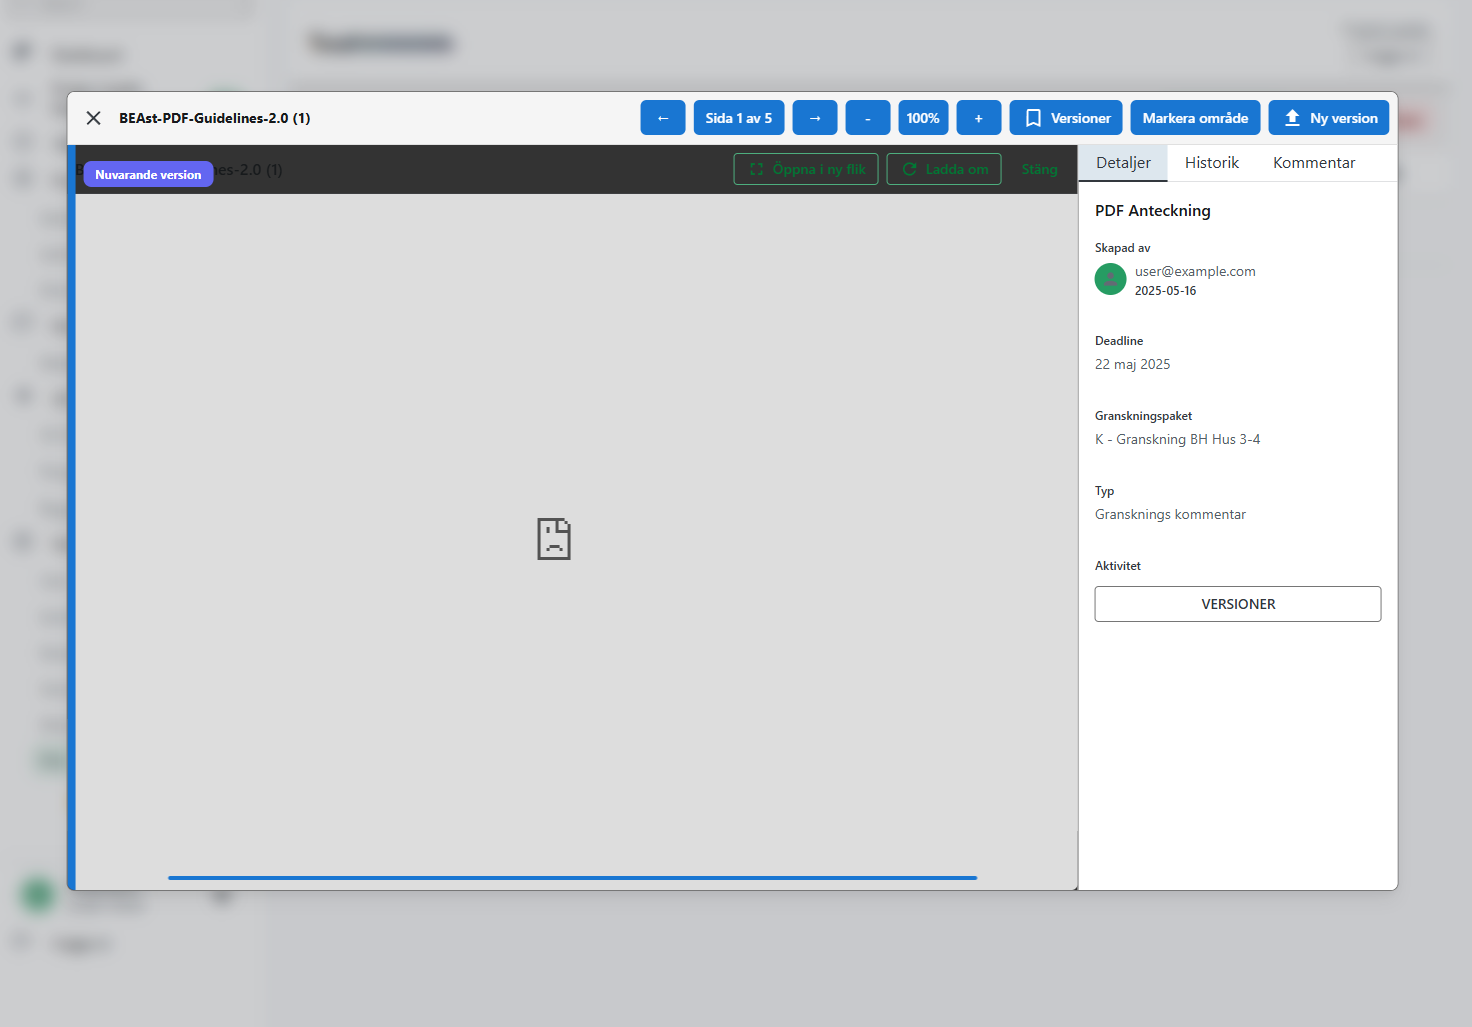 BEAst-PDF-Guidelines-2.0 (1)
←
Sida 1 av 5
→
-
100%
+
Versioner
Markera område
Ny version
Nuvarande version
nes-2.0 (1)
Öppna i ny flik
Ladda om
Stäng
Detaljer
Historik
Kommentar
PDF Anteckning
Skapad av
user@example.com
2025-05-16
Deadline
22 maj 2025
Granskningspaket
K - Granskning BH Hus 3-4
Typ
Gransknings kommentar
Aktivitet
VERSIONER